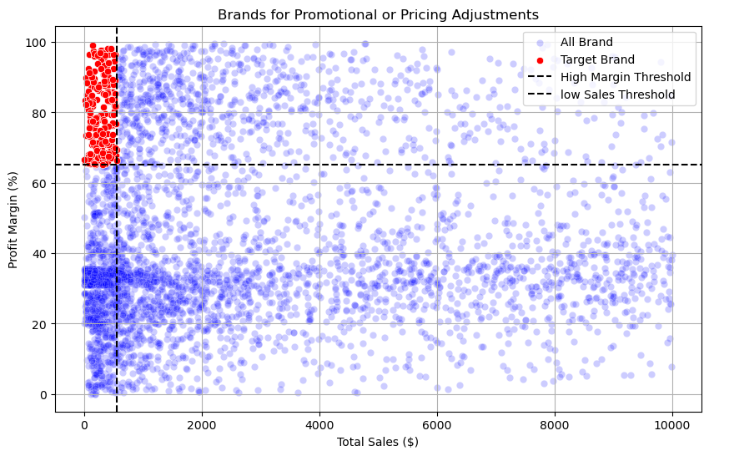 Brands for Promotional or Pricing Adjustments
All Brand
Target Brand
High Margin Threshold
low Sales Threshold
Profit Margin (%)
100
80
60
40
20
0
0 2000 4000 6000 8000 10000
Total Sales ($)